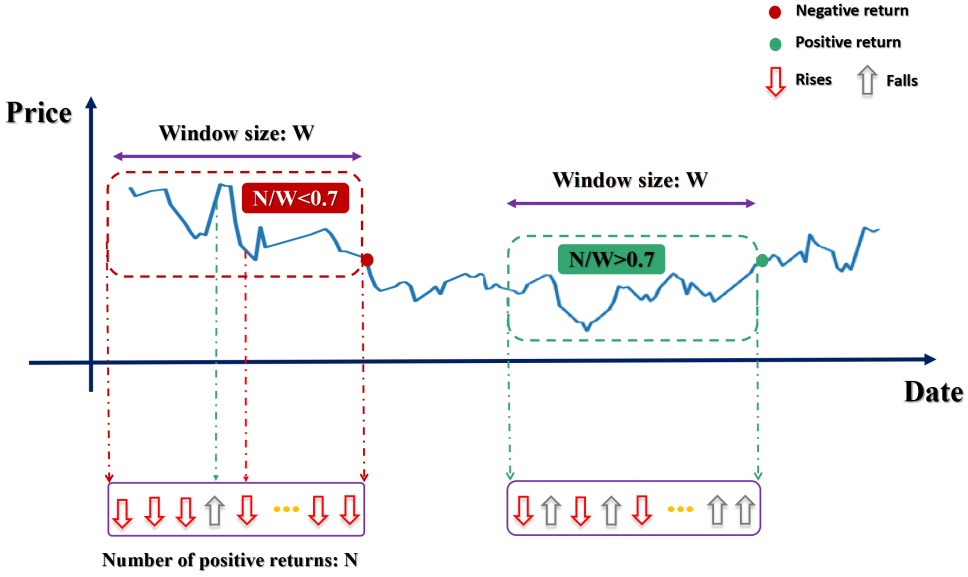 Negative return
Positive return
Rises Falls
Price
Window size: W
Window size: W
N/W<0.7
N/W>0.7
Date
Number of positive returns: N